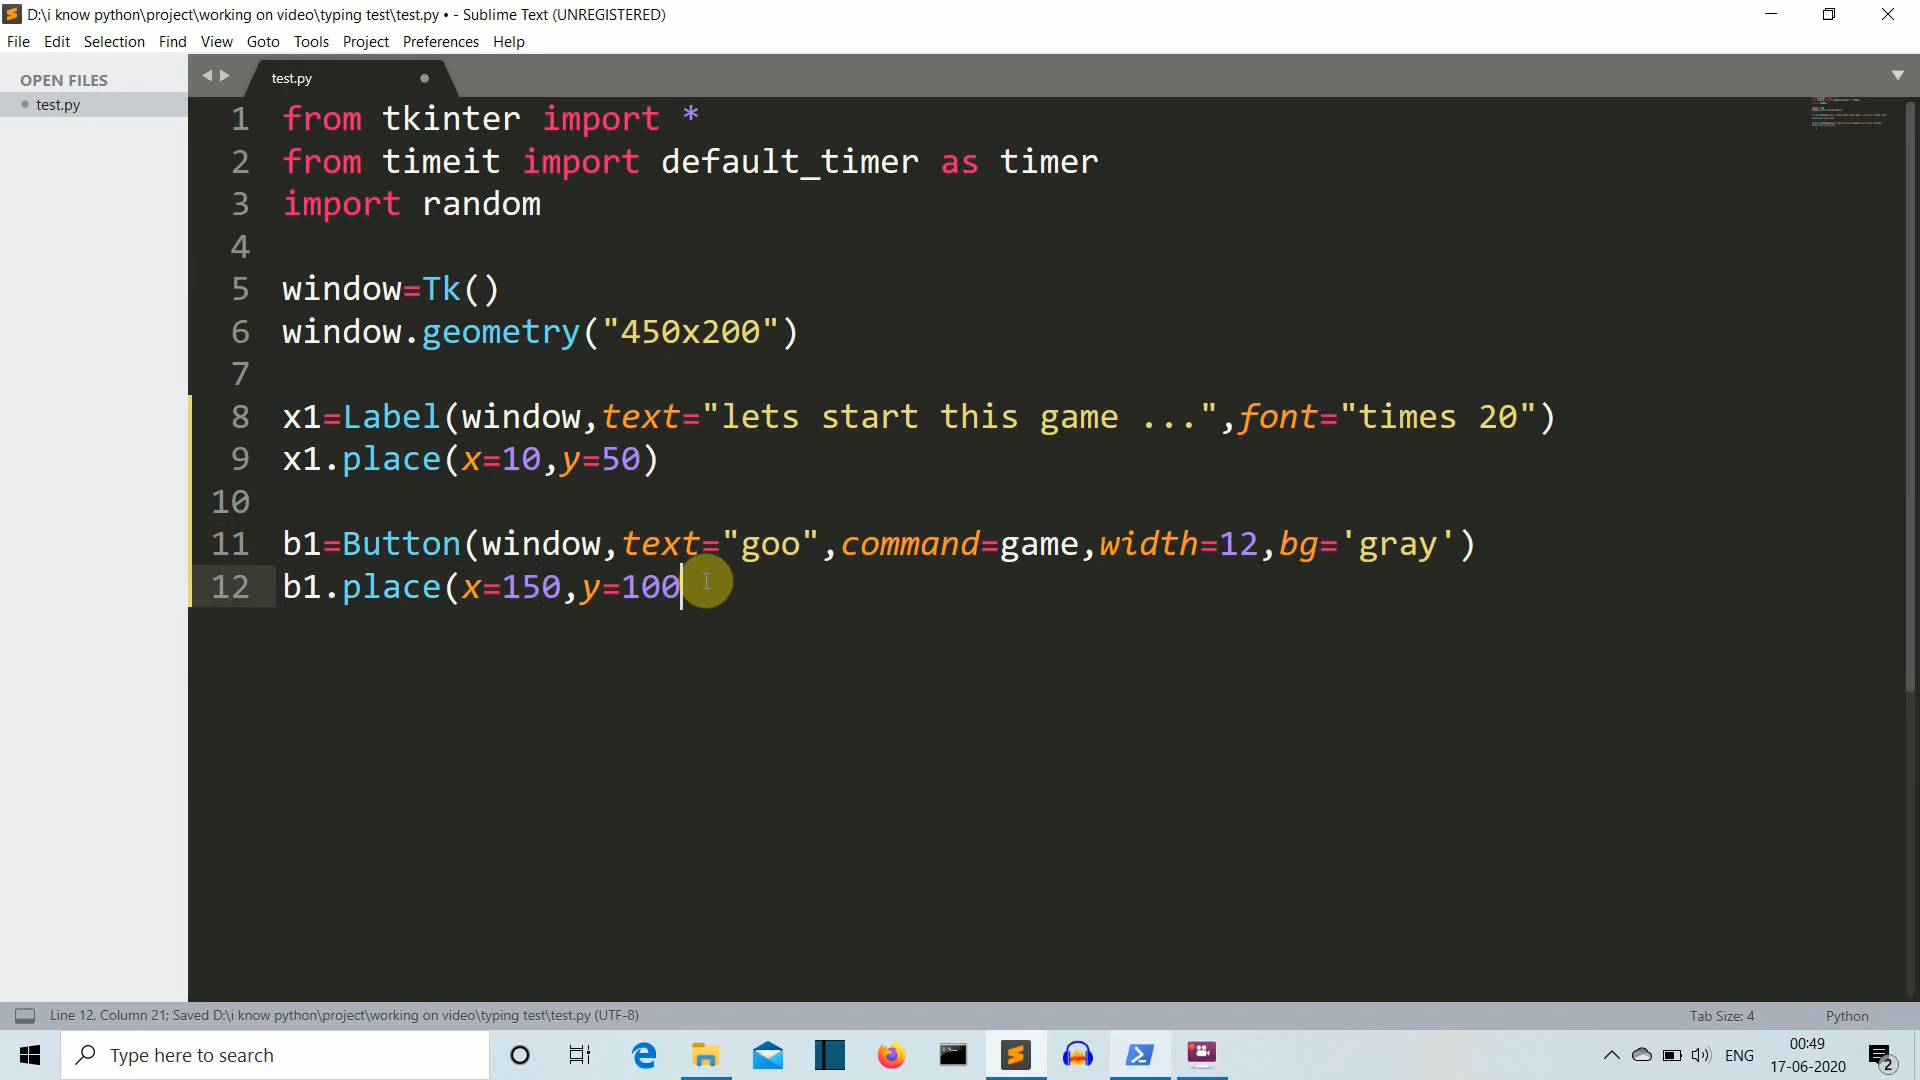 D:\i know python\project\working on video\typing test\test.py • - Sublime Text (UNREGISTERED)
File Edit Selection Find View Goto Tools Project Preferences Help
OPEN FILES
test.py
test.py
1 from tkinter import *
2 from timeit import default_timer as timer
3 import random
4
5 window=Tk()
6 window.geometry("450x200")
7
8 x1=Label(window,text="lets start this game ...",font="times 20")
9 x1.place(x=10,y=50)
10
11 b1=Button(window,text="goo",command=game,width=12,bg='gray')
12 b1.place(x=150,y=100
Line 12, Column 21; Saved D:\i know python\project\working on video\typing test\test.py (UTF-8)
Tab Size: 4
Python
Type here to search
ENG
00:49
17-06-2020
2